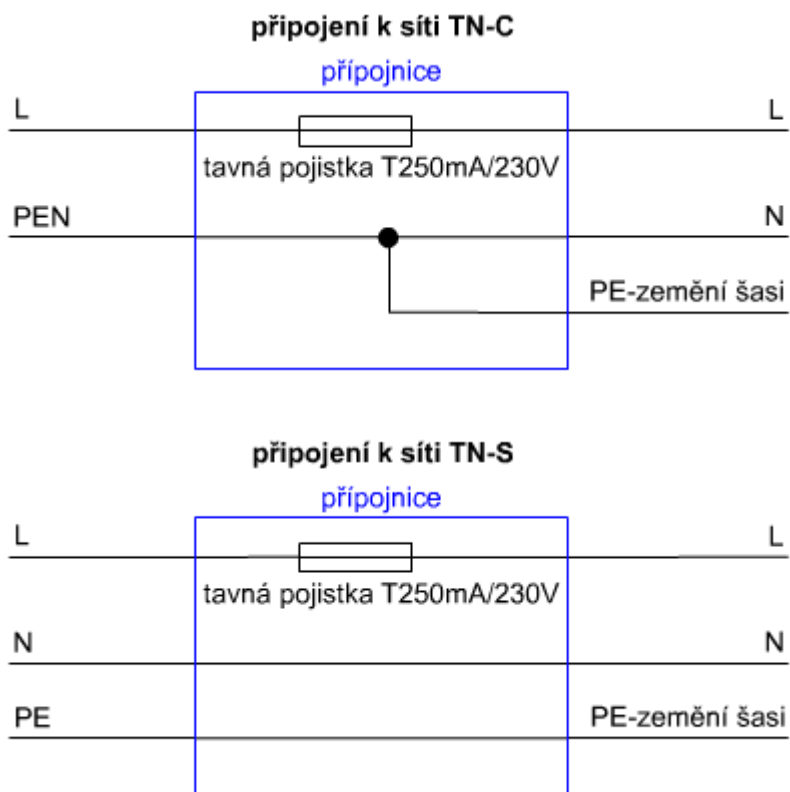 připojení k síti TN-C
přípojnice
L L
tavná pojistka T250mA/230V
PEN N
PE-zemění šasi
připojení k síti TN-S
přípojnice
L L
tavná pojistka T250mA/230V
N N
PE PE-zemění šasi